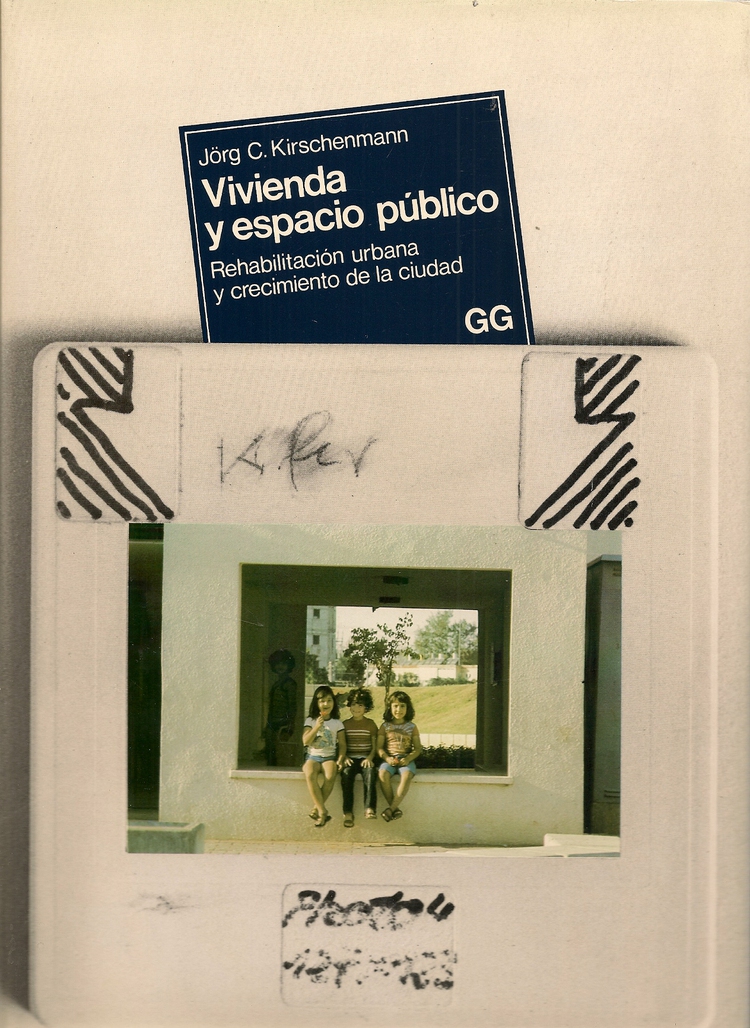 Jörg C. Kirschenmann
Vivienda
y espacio público
Rehabilitación urbana
y crecimiento de la ciudad
GG